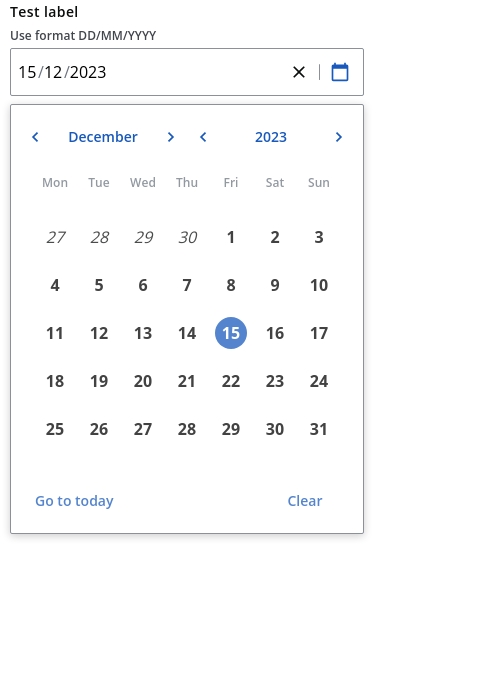 Test label
Use format DD/MM/YYYY
15/12/2023
December 2023
Mon Tue Wed Thu Fri Sat Sun
27 28 29 30 1 2 3
4 5 6 7 8 9 10
11 12 13 14 15 16 17
18 19 20 21 22 23 24
25 26 27 28 29 30 31
Go to today Clear